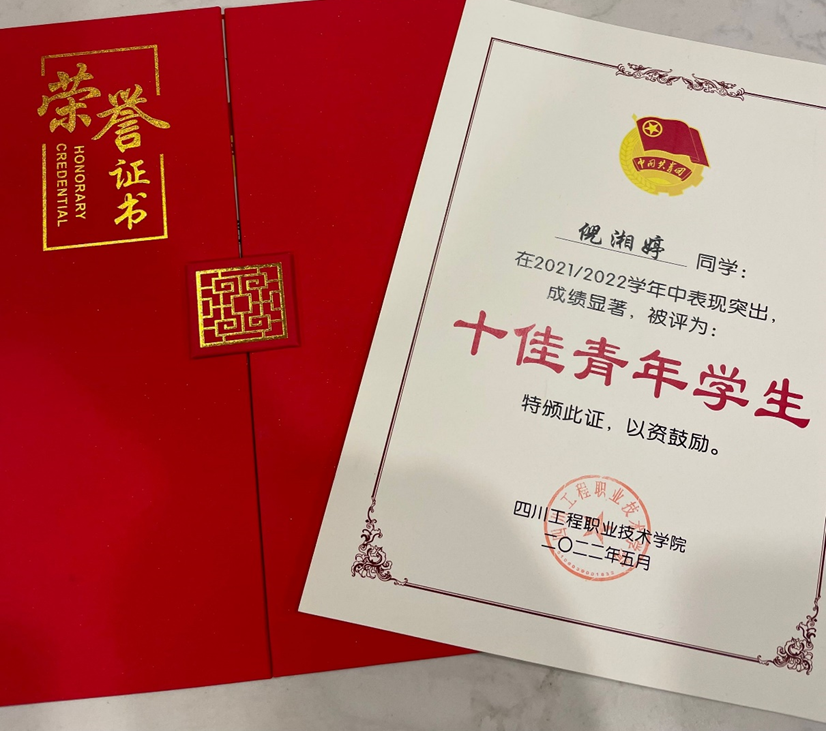 荣誉
证书
HONORARY
CREDENTIAL
中国共青团
倪湘婷 同学：
在2021/2022学年中表现突出，
成绩显著，被评为：
十佳青年学生
特颁此证，以资鼓励。
四川工程职业技术学院
二〇二二年五月